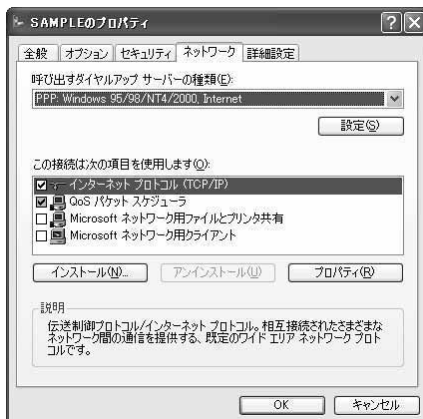 SAMPLEのプロパティ
全般 オプション セキュリティ ネットワーク 詳細設定
呼び出すダイヤルアップ サーバーの種類(E):
PPP: Windows 95/98/NT4/2000, Internet
設定(S)
この接続は次の項目を使用します(O):
インターネット プロトコル (TCP/IP)
QoS パケット スケジューラ
Microsoft ネットワーク用ファイルとプリンタ共有
Microsoft ネットワーク用クライアント
インストール(N)... アンインストール(U) プロパティ(R)
説明
伝送制御プロトコル/インターネット プロトコル。相互接続されたさまざまな
ネットワーク間の通信を提供する、既定のワイド エリア ネットワーク プロト
コルです。
OK キャンセル